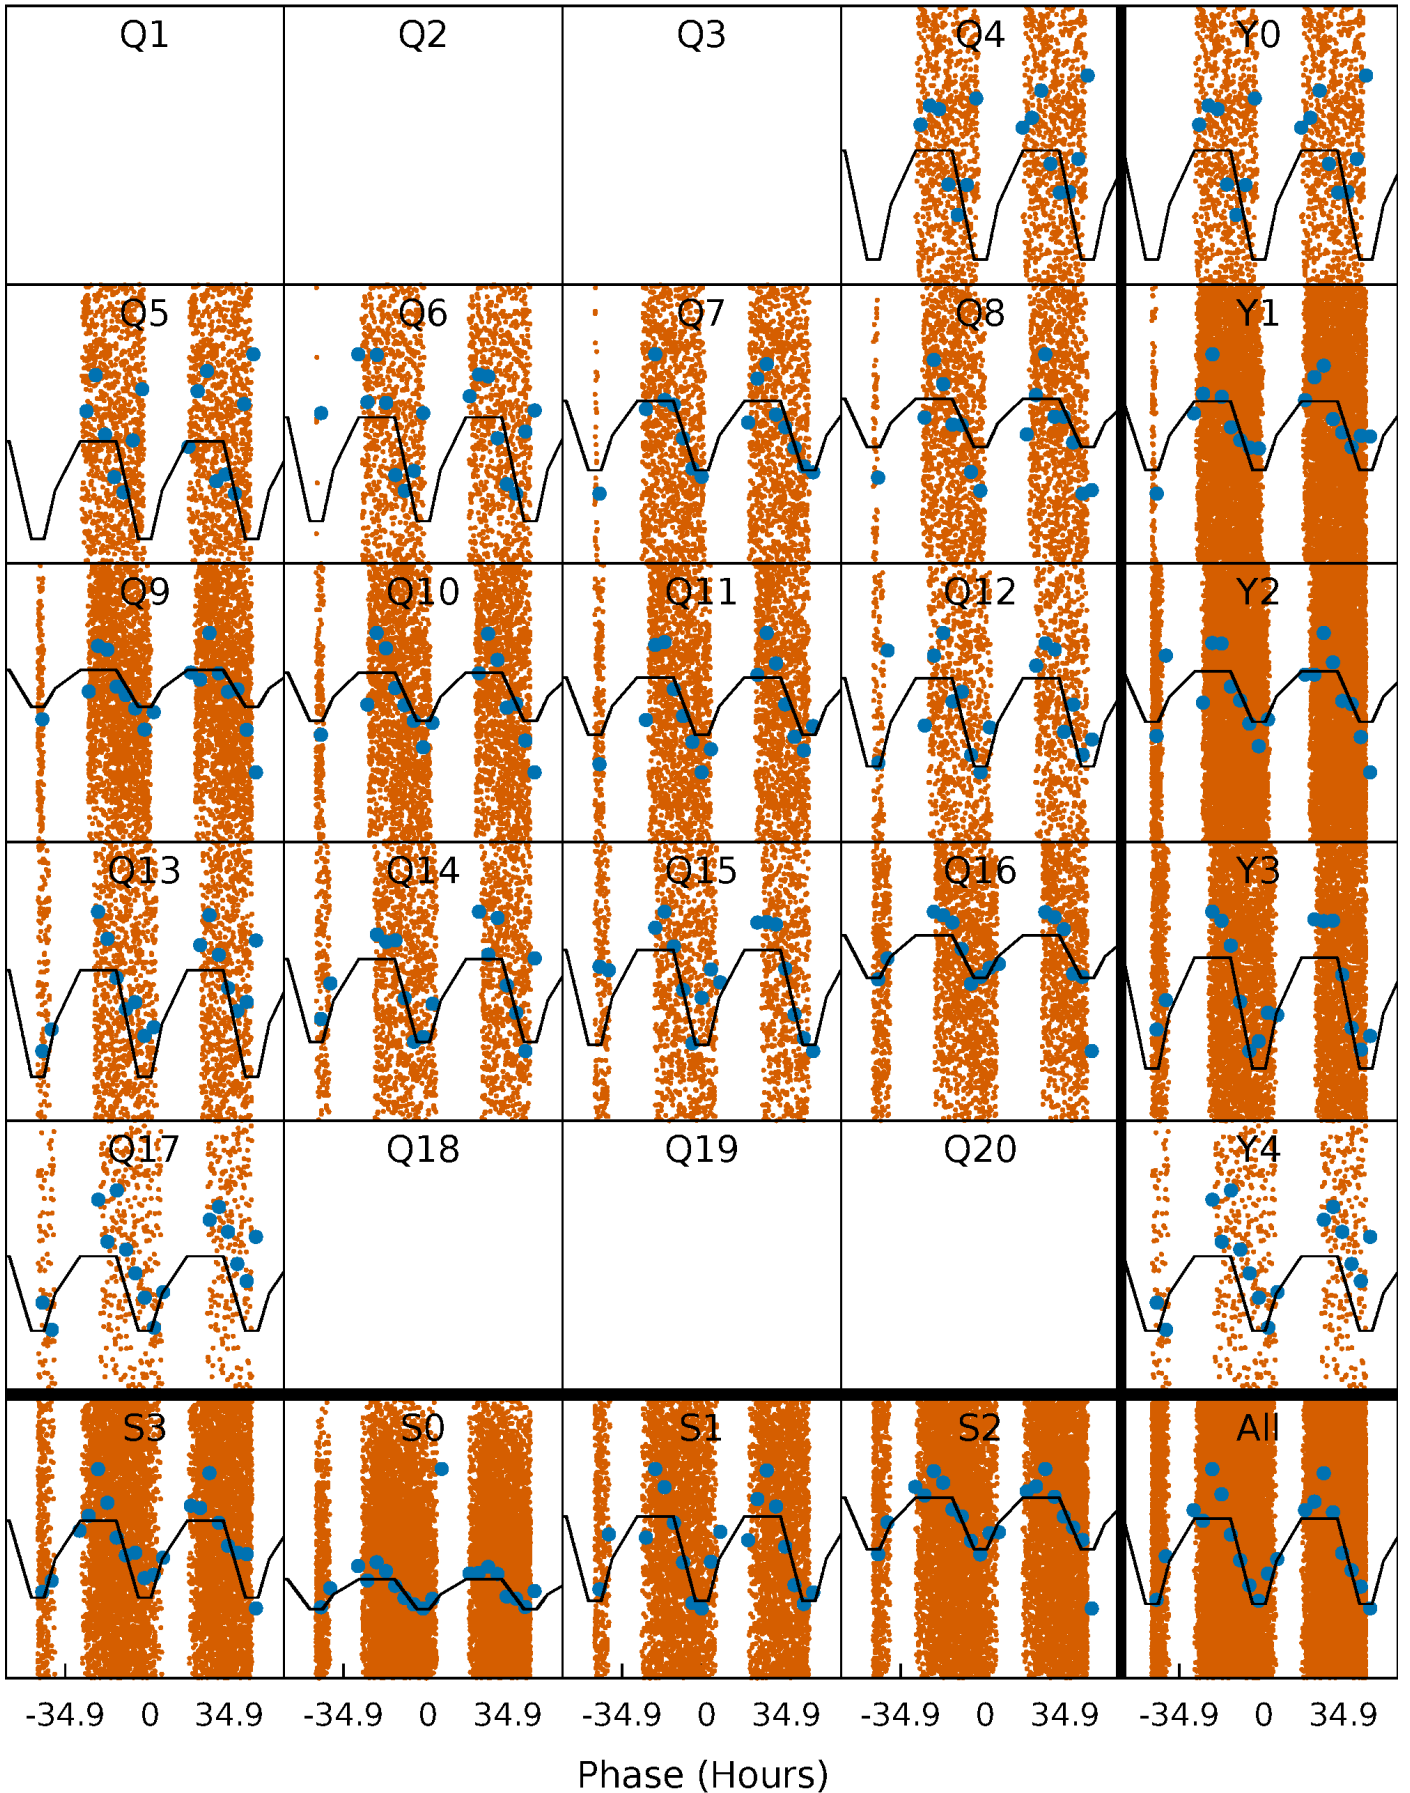 Q1 Q2 Q3 Q4 Y0
Q5 Q6 Q7 Q8 Y1
Q9 Q10 Q11 Q12 Y2
Q13 Q14 Q15 Q16 Y3
Q17 Q18 Q19 Q20 Y4
S3 S0 S1 S2 All
-34.9 0 34.9 -34.9 0 34.9 -34.9 0 34.9 -34.9 0 34.9 -34.9 0 34.9
Phase (Hours)